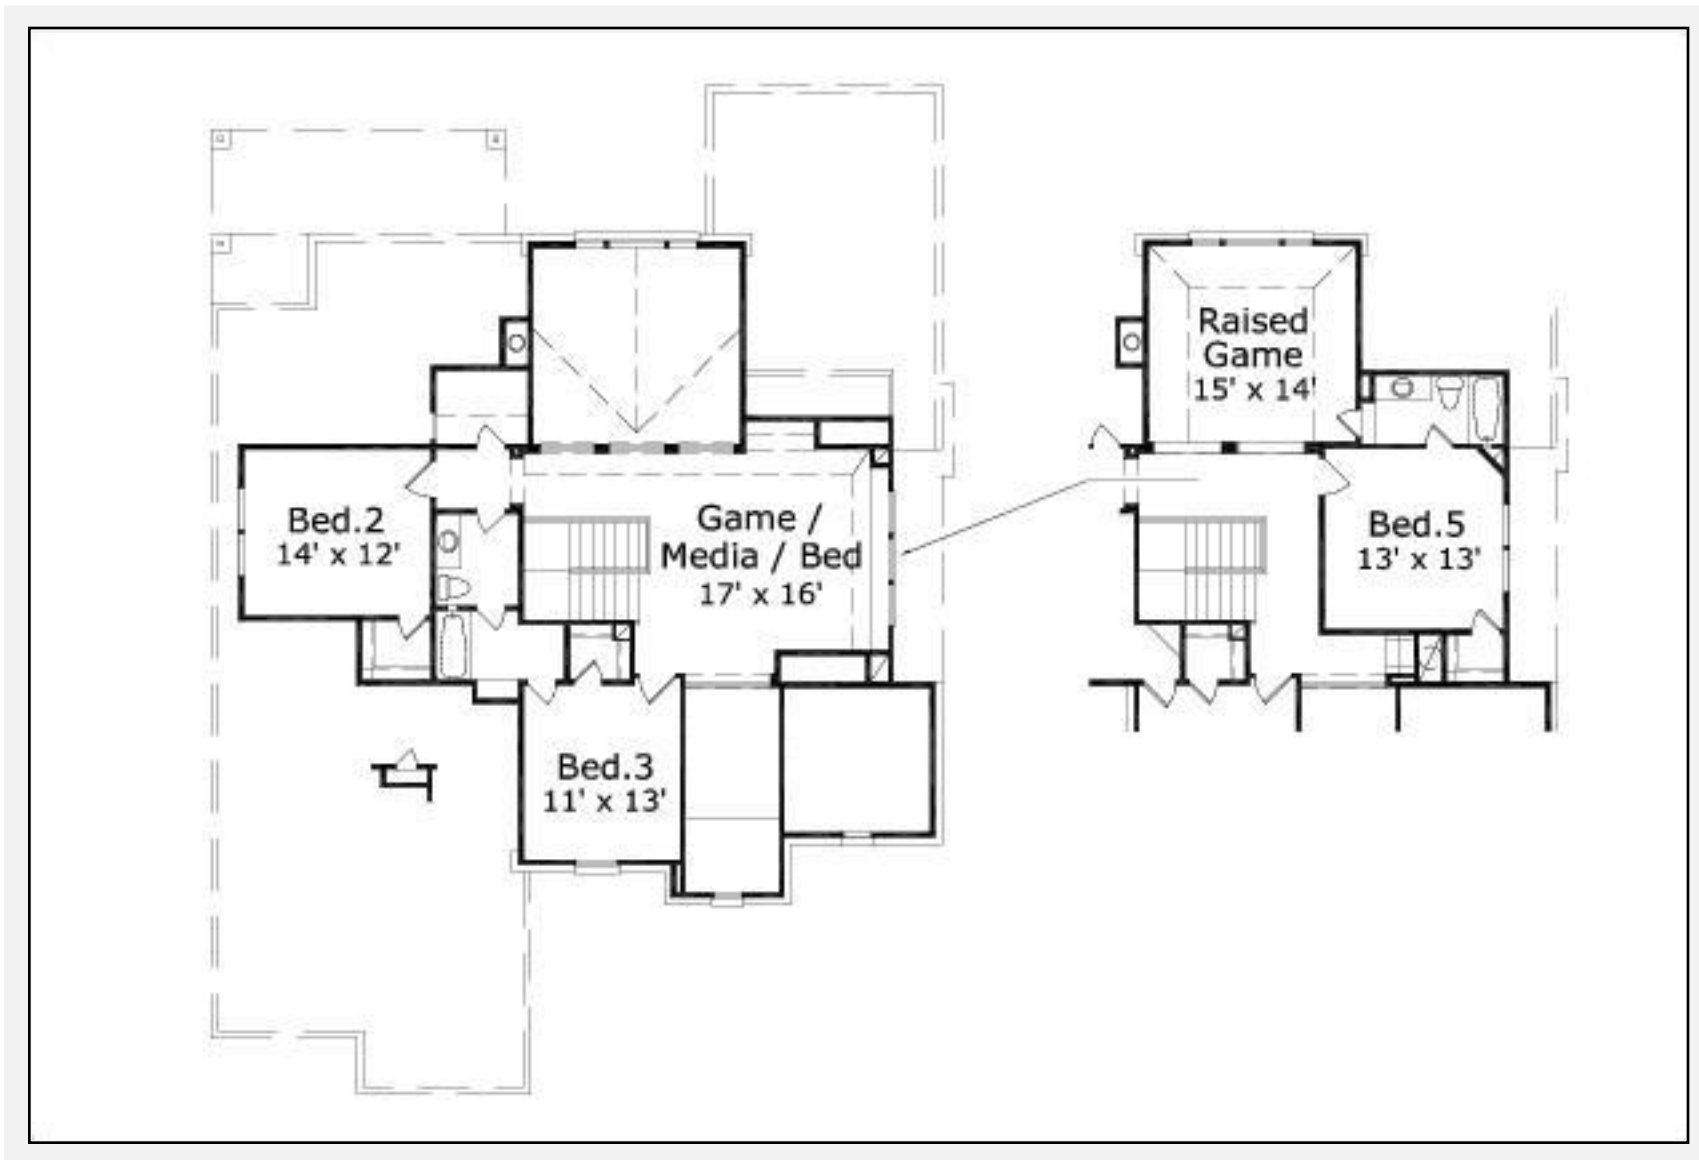 Raised
Game
15' x 14'
Bed.2
14' x 12'
Game /
Media / Bed
17' x 16'
Bed.5
13' x 13'
Bed.3
11' x 13'